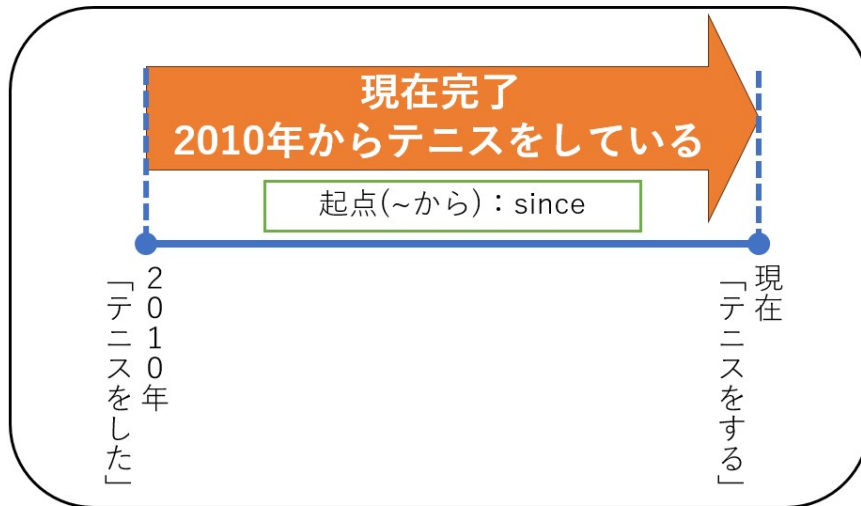 現在完了
2010年からテニスをしている
起点(~から)：since
2010年
「テニスをした」
現在
「テニスをする」